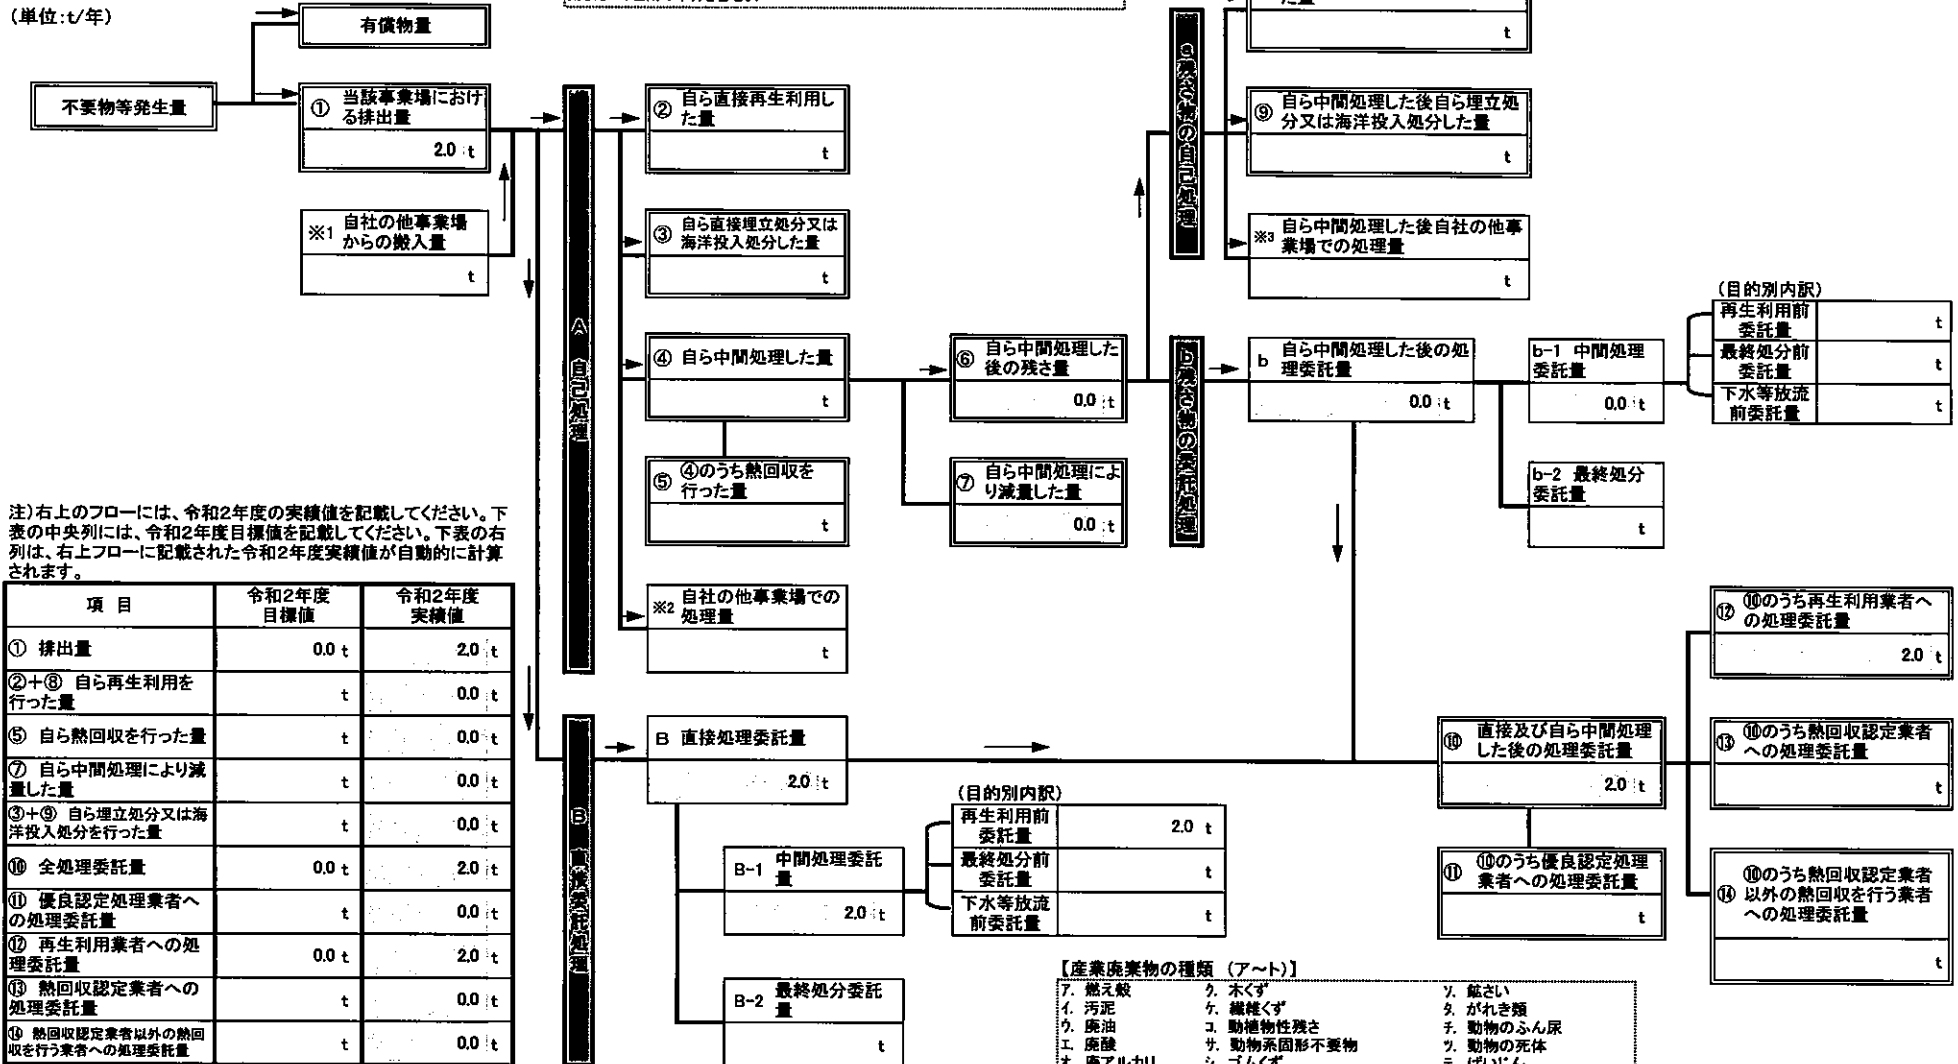 (単位:t/年)
有償物量
不要物等発生量
① 当該事業場におけ
る排出量
2.0 t
※1 自社の他事業場
からの搬入量
t
A 自己処理
② 自ら直接再生利用し
た量
t
③ 自ら直接埋立処分又は
海洋投入処分した量
t
④ 自ら中間処理した量
t
⑤ ④のうち熱回収を
行った量
t
※2 自社の他事業場での
処理量
t
⑥ 自ら中間処理した
後の残さ量
0.0 t
⑦ 自ら中間処理によ
り減量した量
0.0 t
a残さ物の自己処理
た量
t
⑨ 自ら中間処理した後自ら埋立処
分又は海洋投入処分した量
t
※3 自ら中間処理した後自社の他事
業場での処理量
t
b残さ物の委託処理
b 自ら中間処理した後の処
理委託量
0.0 t
b-1 中間処理
委託量
0.0 t
b-2 最終処分
委託量
t
(目的別内訳)
再生利用前
委託量
t
最終処分前
委託量
t
下水等放流
前委託量
t
注)右上のフローには、令和2年度の実績値を記載してください。下
表の中央列には、令和2年度目標値を記載してください。下表の右
列は、右上フローに記載された令和2年度実績値が自動的に計算
されます。
項 目 令和2年度
目標値 令和2年度
実績値
① 排出量 0.0 t 2.0 t
②+⑧ 自ら再生利用を
行った量 t 0.0 t
⑤ 自ら熱回収を行った量 t 0.0 t
⑦ 自ら中間処理により減
量した量 t 0.0 t
③+⑨ 自ら埋立処分又は海
洋投入処分を行った量 t 0.0 t
⑩ 全処理委託量 0.0 t 2.0 t
⑪ 優良認定処理業者へ
の処理委託量 t 0.0 t
⑫ 再生利用業者への処
理委託量 0.0 t 2.0 t
⑬ 熱回収認定業者への
処理委託量 t 0.0 t
⑭ 熱回収認定業者以外の熱回
収を行う業者への処理委託量 t 0.0 t
B 直接委託処理
B 直接処理委託量
2.0 t
B-1 中間処理委託
量
2.0 t
B-2 最終処分委託
量
t
(目的別内訳)
再生利用前
委託量
2.0 t
最終処分前
委託量
t
下水等放流
前委託量
t
⑩ 直接及び自ら中間処理
した後の処理委託量
2.0 t
⑪ ⑩のうち優良認定処理
業者への処理委託量
t
⑫ ⑩のうち再生利用業者へ
の処理委託量
2.0 t
⑬ ⑩のうち熱回収認定業者
への処理委託量
t
⑭ ⑩のうち熱回収認定業者
以外の熱回収を行う業者
への処理委託量
t
【産業廃棄物の種類 (ア~ト)】
ア. 燃え殻 ク. 木くず ソ. 鉱さい
イ. 汚泥 ケ. 繊維くず タ. がれき類
ウ. 廃油 コ. 動植物性残さ チ. 動物のふん尿
エ. 廃酸 サ. 動物系固形不要物 ツ. 動物の死体
オ. 廃アルカリ シ. ゴムくず テ. ばいじん